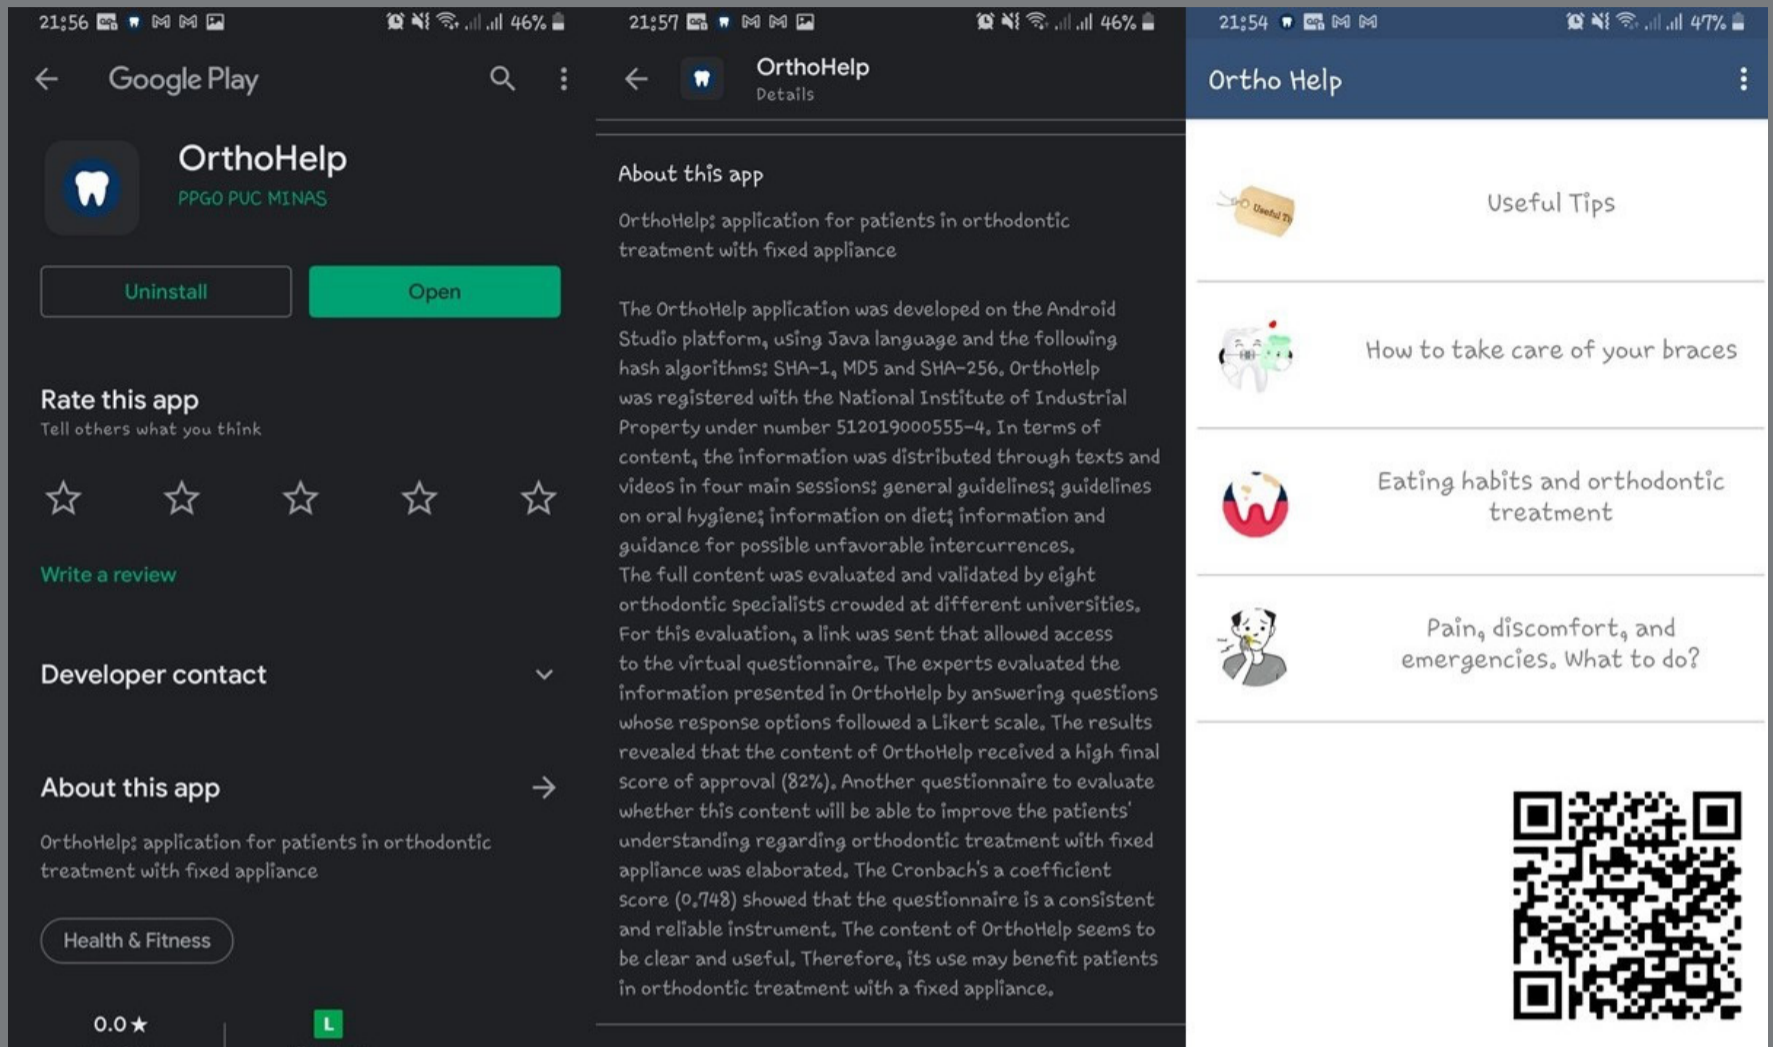 21:56
46%
Google Play
OrthoHelp
PPGO PUC MINAS
Uninstall
Open
Rate this app
Tell others what you think
Write a review
Developer contact
About this app
OrthoHelp: application for patients in orthodontic
treatment with fixed appliance
Health & Fitness
0.0★
L
21:57
46%
OrthoHelp
Details
About this app
OrthoHelp: application for patients in orthodontic
treatment with fixed appliance
The OrthoHelp application was developed on the Android
Studio platform, using Java language and the following
hash algorithms: SHA-1, MD5 and SHA-256. OrthoHelp
was registered with the National Institute of Industrial
Property under number 512019000555-4. In terms of
content, the information was distributed through texts and
videos in four main sessions: general guidelines; guidelines
on oral hygiene; information on diet; information and
guidance for possible unfavorable intercurrences.
The full content was evaluated and validated by eight
orthodontic specialists crowded at different universities.
For this evaluation, a link was sent that allowed access
to the virtual questionnaire. The experts evaluated the
information presented in OrthoHelp by answering questions
whose response options followed a Likert scale. The results
revealed that the content of OrthoHelp received a high final
score of approval (82%). Another questionnaire to evaluate
whether this content will be able to improve the patients'
understanding regarding orthodontic treatment with fixed
appliance was elaborated. The Cronbach's a coefficient
score (0.748) showed that the questionnaire is a consistent
and reliable instrument. The content of OrthoHelp seems to
be clear and useful. Therefore, its use may benefit patients
in orthodontic treatment with a fixed appliance.
21:54
47%
Ortho Help
Useful Ti
Useful Tips
How to take care of your braces
Eating habits and orthodontic
treatment
Pain, discomfort, and
emergencies. What to do?